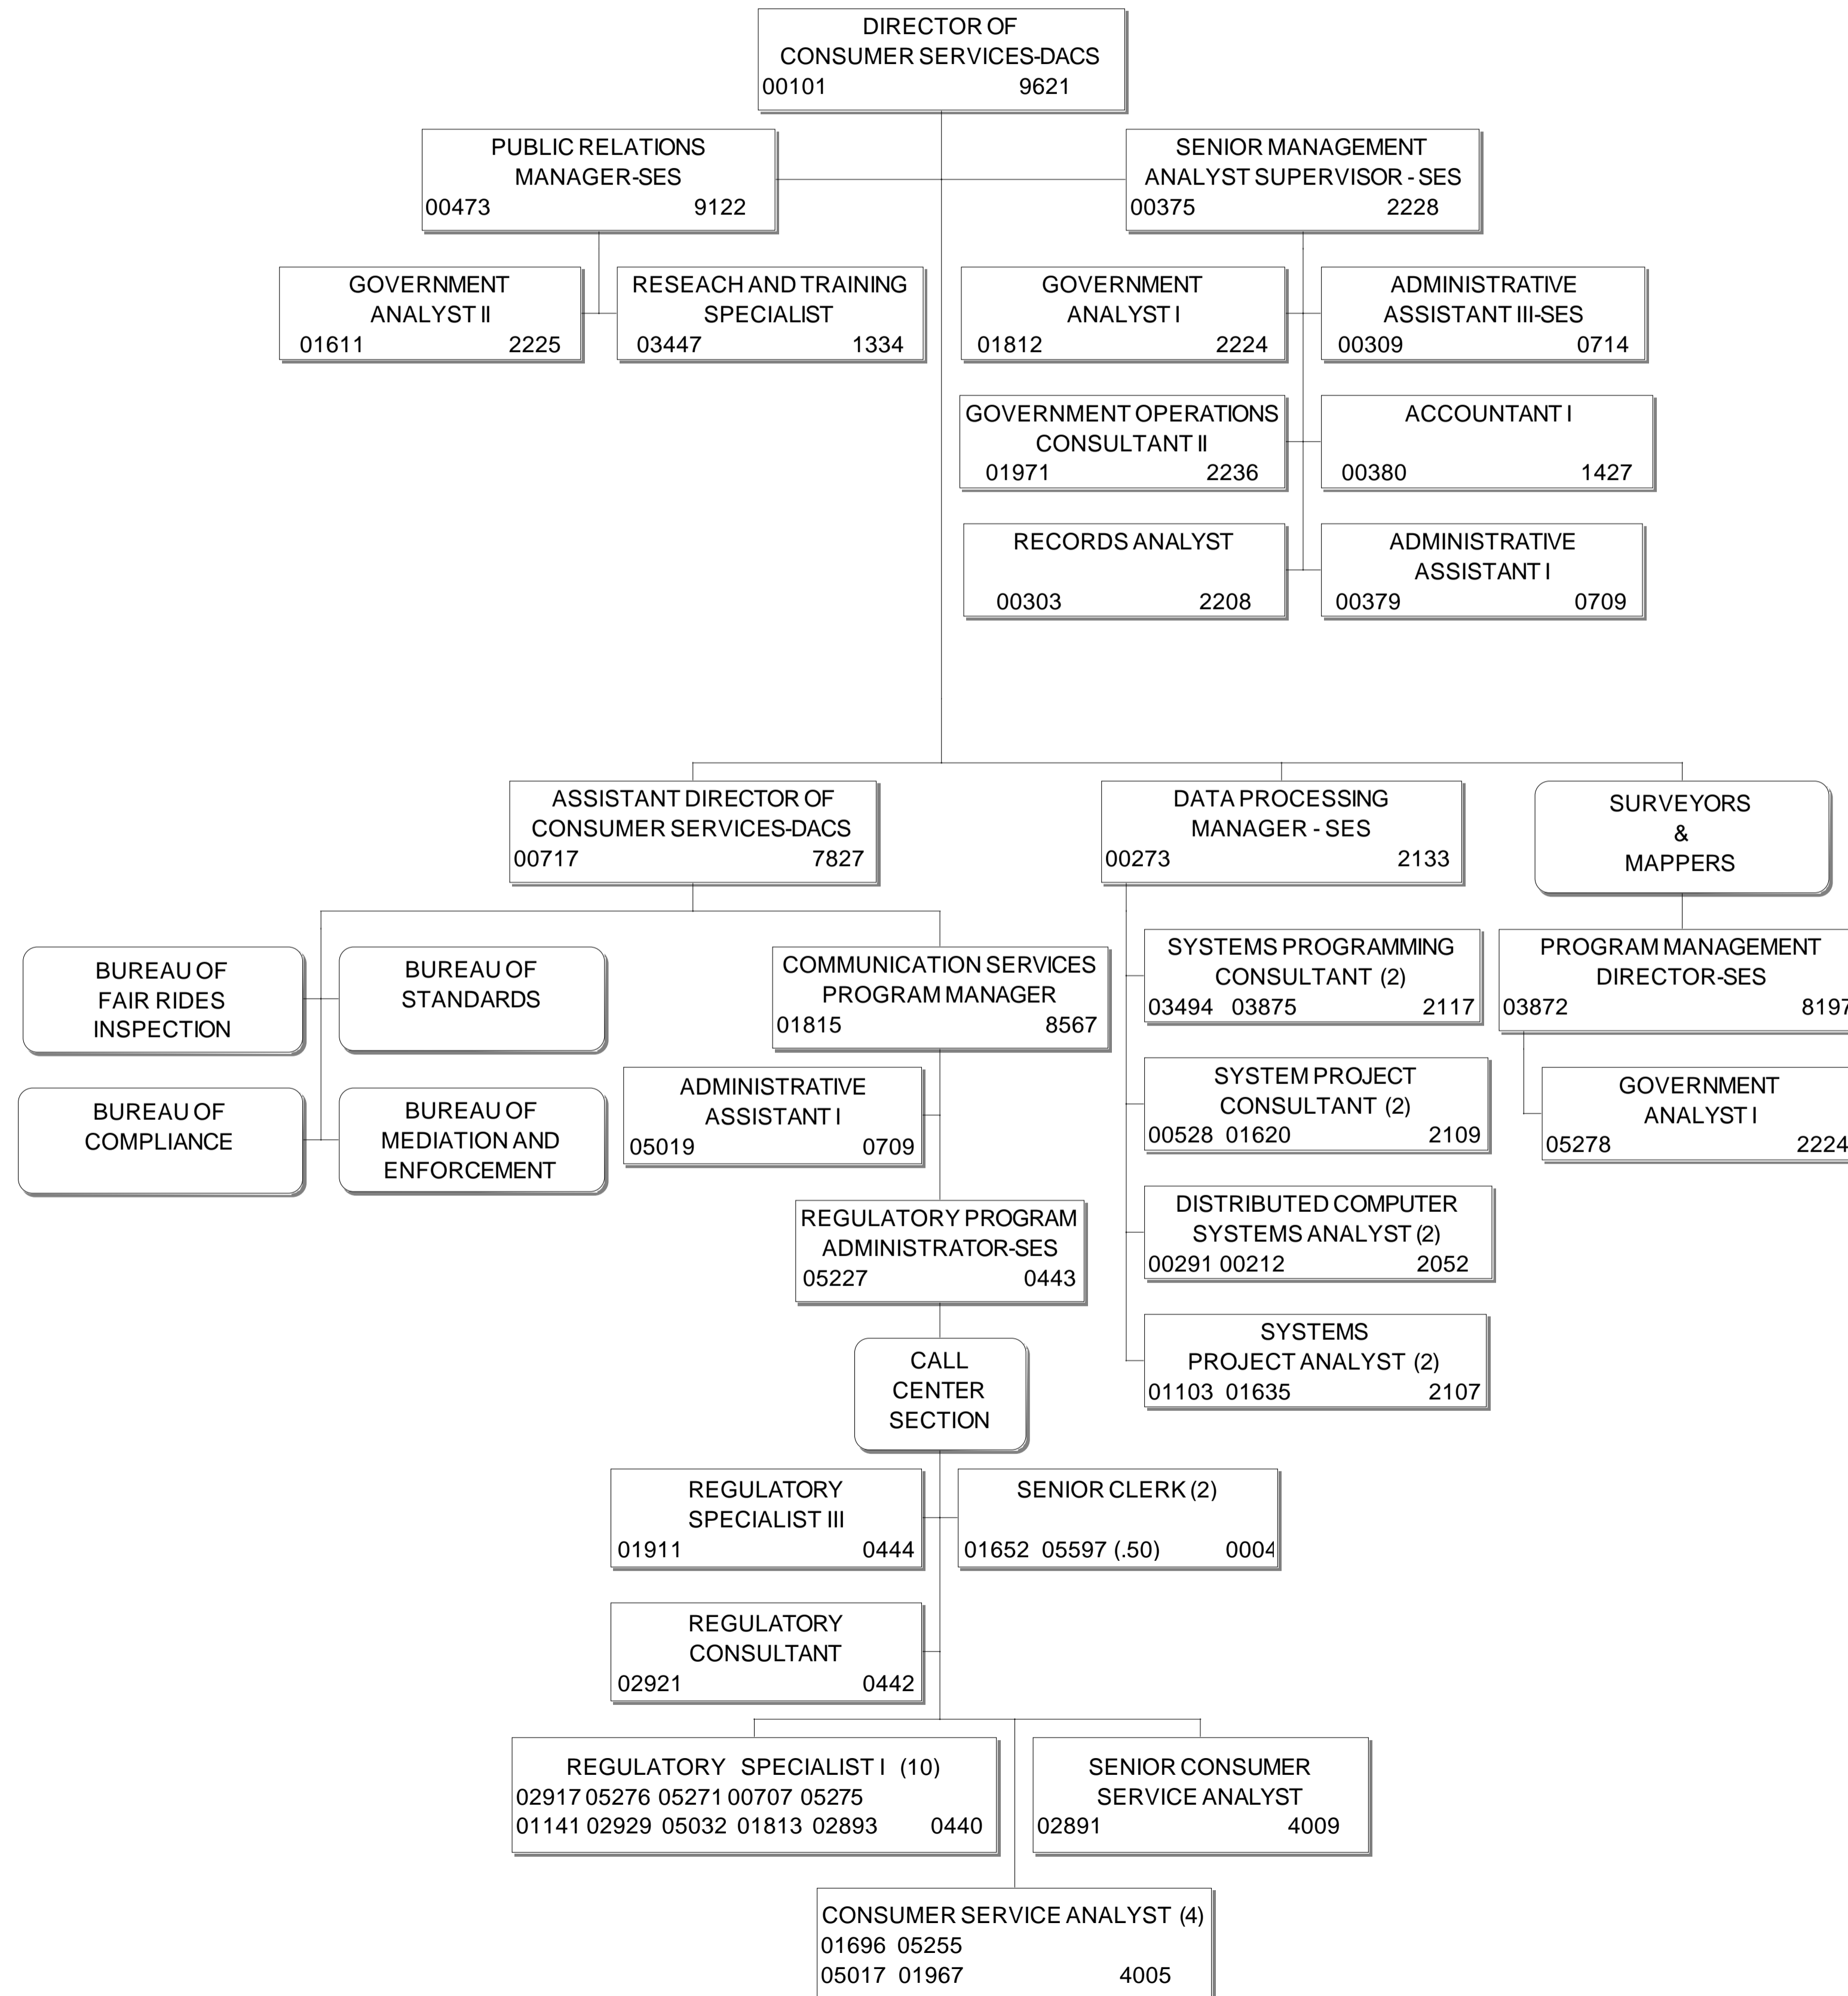 DIRECTOR OF
CONSUMER SERVICES-DACS
00101 9621
PUBLIC RELATIONS
MANAGER-SES
00473 9122
SENIOR MANAGEMENT
ANALYST SUPERVISOR - SES
00375 2228
GOVERNMENT
ANALYST II
01611 2225
RESEACH AND TRAINING
SPECIALIST
03447 1334
GOVERNMENT
ANALYST I
01812 2224
ADMINISTRATIVE
ASSISTANT III-SES
00309 0714
GOVERNMENT OPERATIONS
CONSULTANT II
01971 2236
ACCOUNTANT I
00380 1427
RECORDS ANALYST
00303 2208
ADMINISTRATIVE
ASSISTANT I
00379 0709
ASSISTANT DIRECTOR OF
CONSUMER SERVICES-DACS
00717 7827
DATA PROCESSING
MANAGER - SES
00273 2133
SURVEYORS
&
MAPPERS
BUREAU OF
FAIR RIDES
INSPECTION
BUREAU OF
STANDARDS
COMMUNICATION SERVICES
PROGRAM MANAGER
01815 8567
SYSTEMS PROGRAMMING
CONSULTANT (2)
03494 03875 2117
PROGRAM MANAGEMENT
DIRECTOR-SES
03872 8197
BUREAU OF
COMPLIANCE
BUREAU OF
MEDIATION AND
ENFORCEMENT
ADMINISTRATIVE
ASSISTANT I
05019 0709
SYSTEM PROJECT
CONSULTANT (2)
00528 01620 2109
GOVERNMENT
ANALYST I
05278 2224
REGULATORY PROGRAM
ADMINISTRATOR-SES
05227 0443
DISTRIBUTED COMPUTER
SYSTEMS ANALYST (2)
00291 00212 2052
CALL
CENTER
SECTION
SYSTEMS
PROJECT ANALYST (2)
01103 01635 2107
REGULATORY
SPECIALIST III
01911 0444
SENIOR CLERK (2)
01652 05597 (.50) 0004
REGULATORY
CONSULTANT
02921 0442
REGULATORY SPECIALIST I (10)
02917 05276 05271 00707 05275
01141 02929 05032 01813 02893 0440
SENIOR CONSUMER
SERVICE ANALYST
02891 4009
CONSUMER SERVICE ANALYST (4)
01696 05255
05017 01967 4005